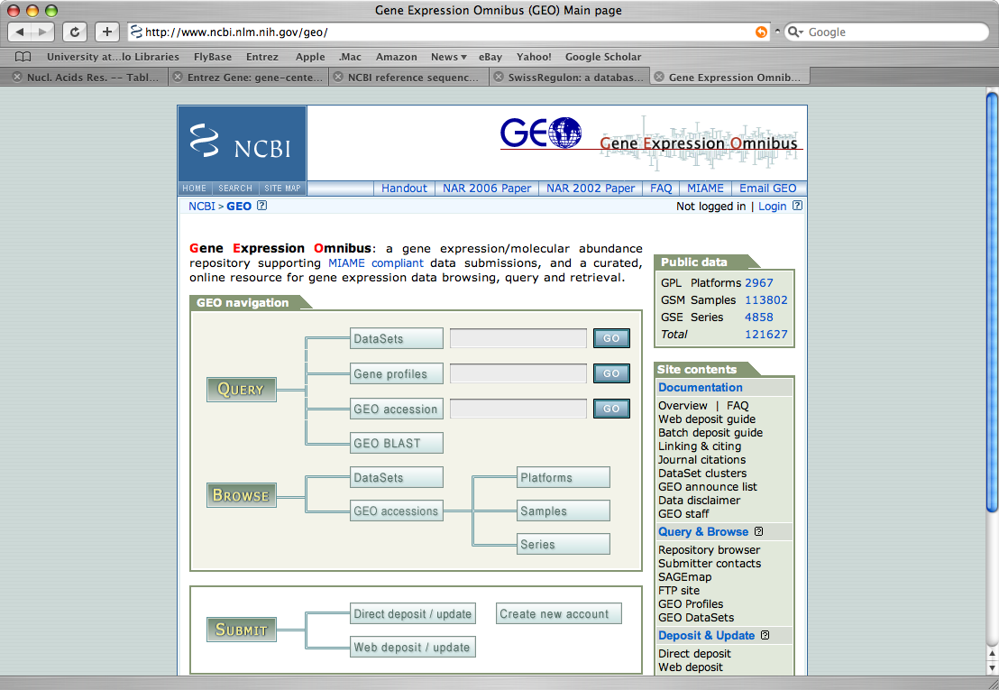 Gene Expression Omnibus (GEO) Main page
http://www.ncbi.nlm.nih.gov/geo/
Google
University at...lo Libraries FlyBase Entrez Apple .Mac Amazon News eBay Yahoo! Google Scholar
Nucl. Acids Res. -- Tabl... Entrez Gene: gene-cente... NCBI reference sequenc... SwissRegulon: a databas... Gene Expression Omnib...
NCBI
GEO
Gene Expression Omnibus
HOME SEARCH SITE MAP
Handout NAR 2006 Paper NAR 2002 Paper FAQ MIAME Email GEO
NCBI > GEO ?
Not logged in | Login ?
Gene Expression Omnibus: a gene expression/molecular abundance
repository supporting MIAME compliant data submissions, and a curated,
online resource for gene expression data browsing, query and retrieval.
GEO navigation
QUERY
DataSets GO
Gene profiles GO
GEO accession GO
GEO BLAST
BROWSE
DataSets
GEO accessions
Platforms
Samples
Series
SUBMIT
Direct deposit / update
Create new account
Web deposit / update
Public data
GPL Platforms 2967
GSM Samples 113802
GSE Series 4858
Total 121627
Site contents
Documentation
Overview | FAQ
Web deposit guide
Batch deposit guide
Linking & citing
Journal citations
DataSet clusters
GEO announce list
Data disclaimer
GEO staff
Query & Browse ?
Repository browser
Submitter contacts
SAGEmap
FTP site
GEO Profiles
GEO DataSets
Deposit & Update ?
Direct deposit
Web deposit